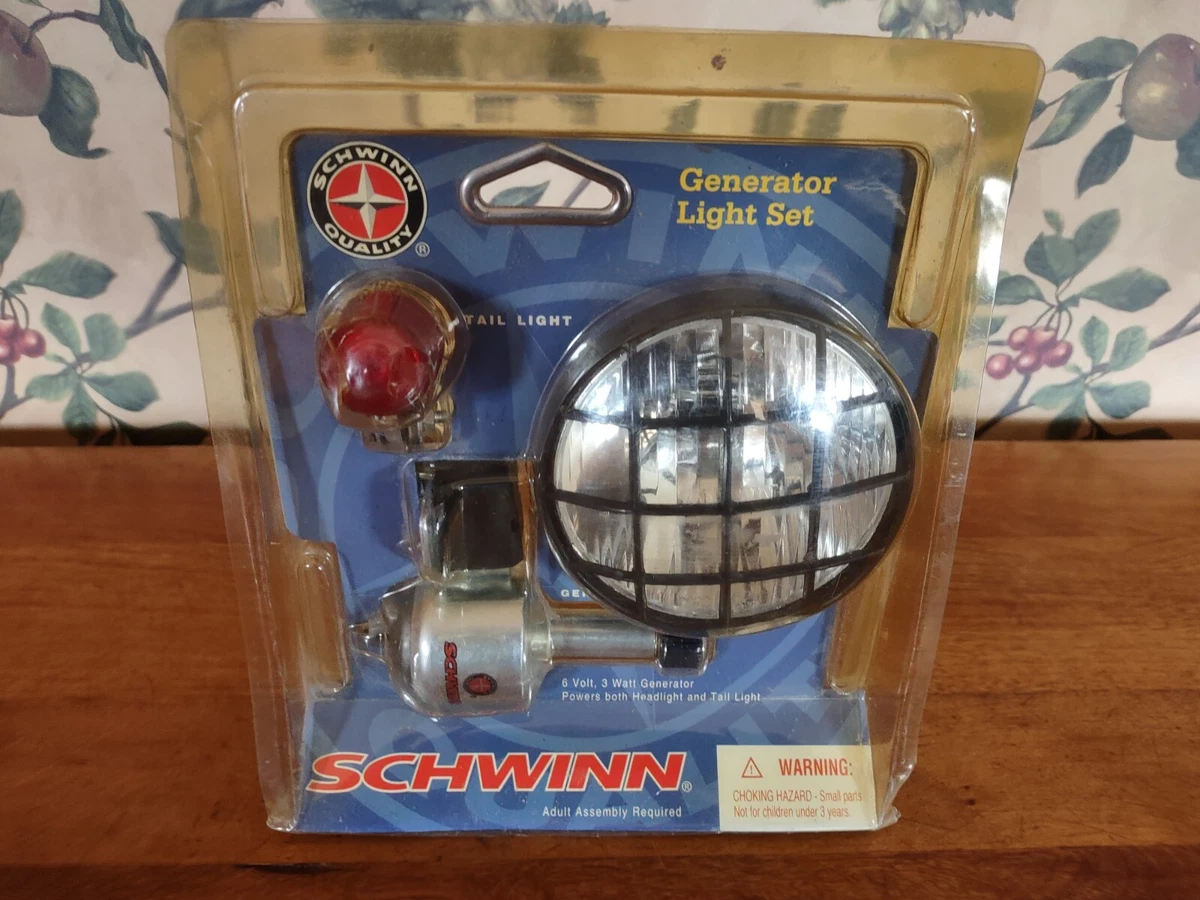 SCHWINN
QUALITY
®
Generator
Light Set
TAIL LIGHT
SCHWINN
6 Volt, 3 Watt Generator
Powers both Headlight and Tail Light
SCHWINN®
Adult Assembly Required
WARNING:
CHOKING HAZARD - Small parts
Not for children under 3 years.